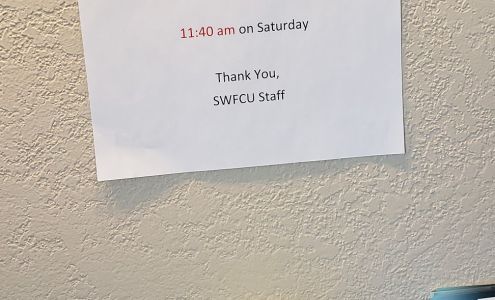 11:40 am on Saturday
Thank You,
SWFCU Staff